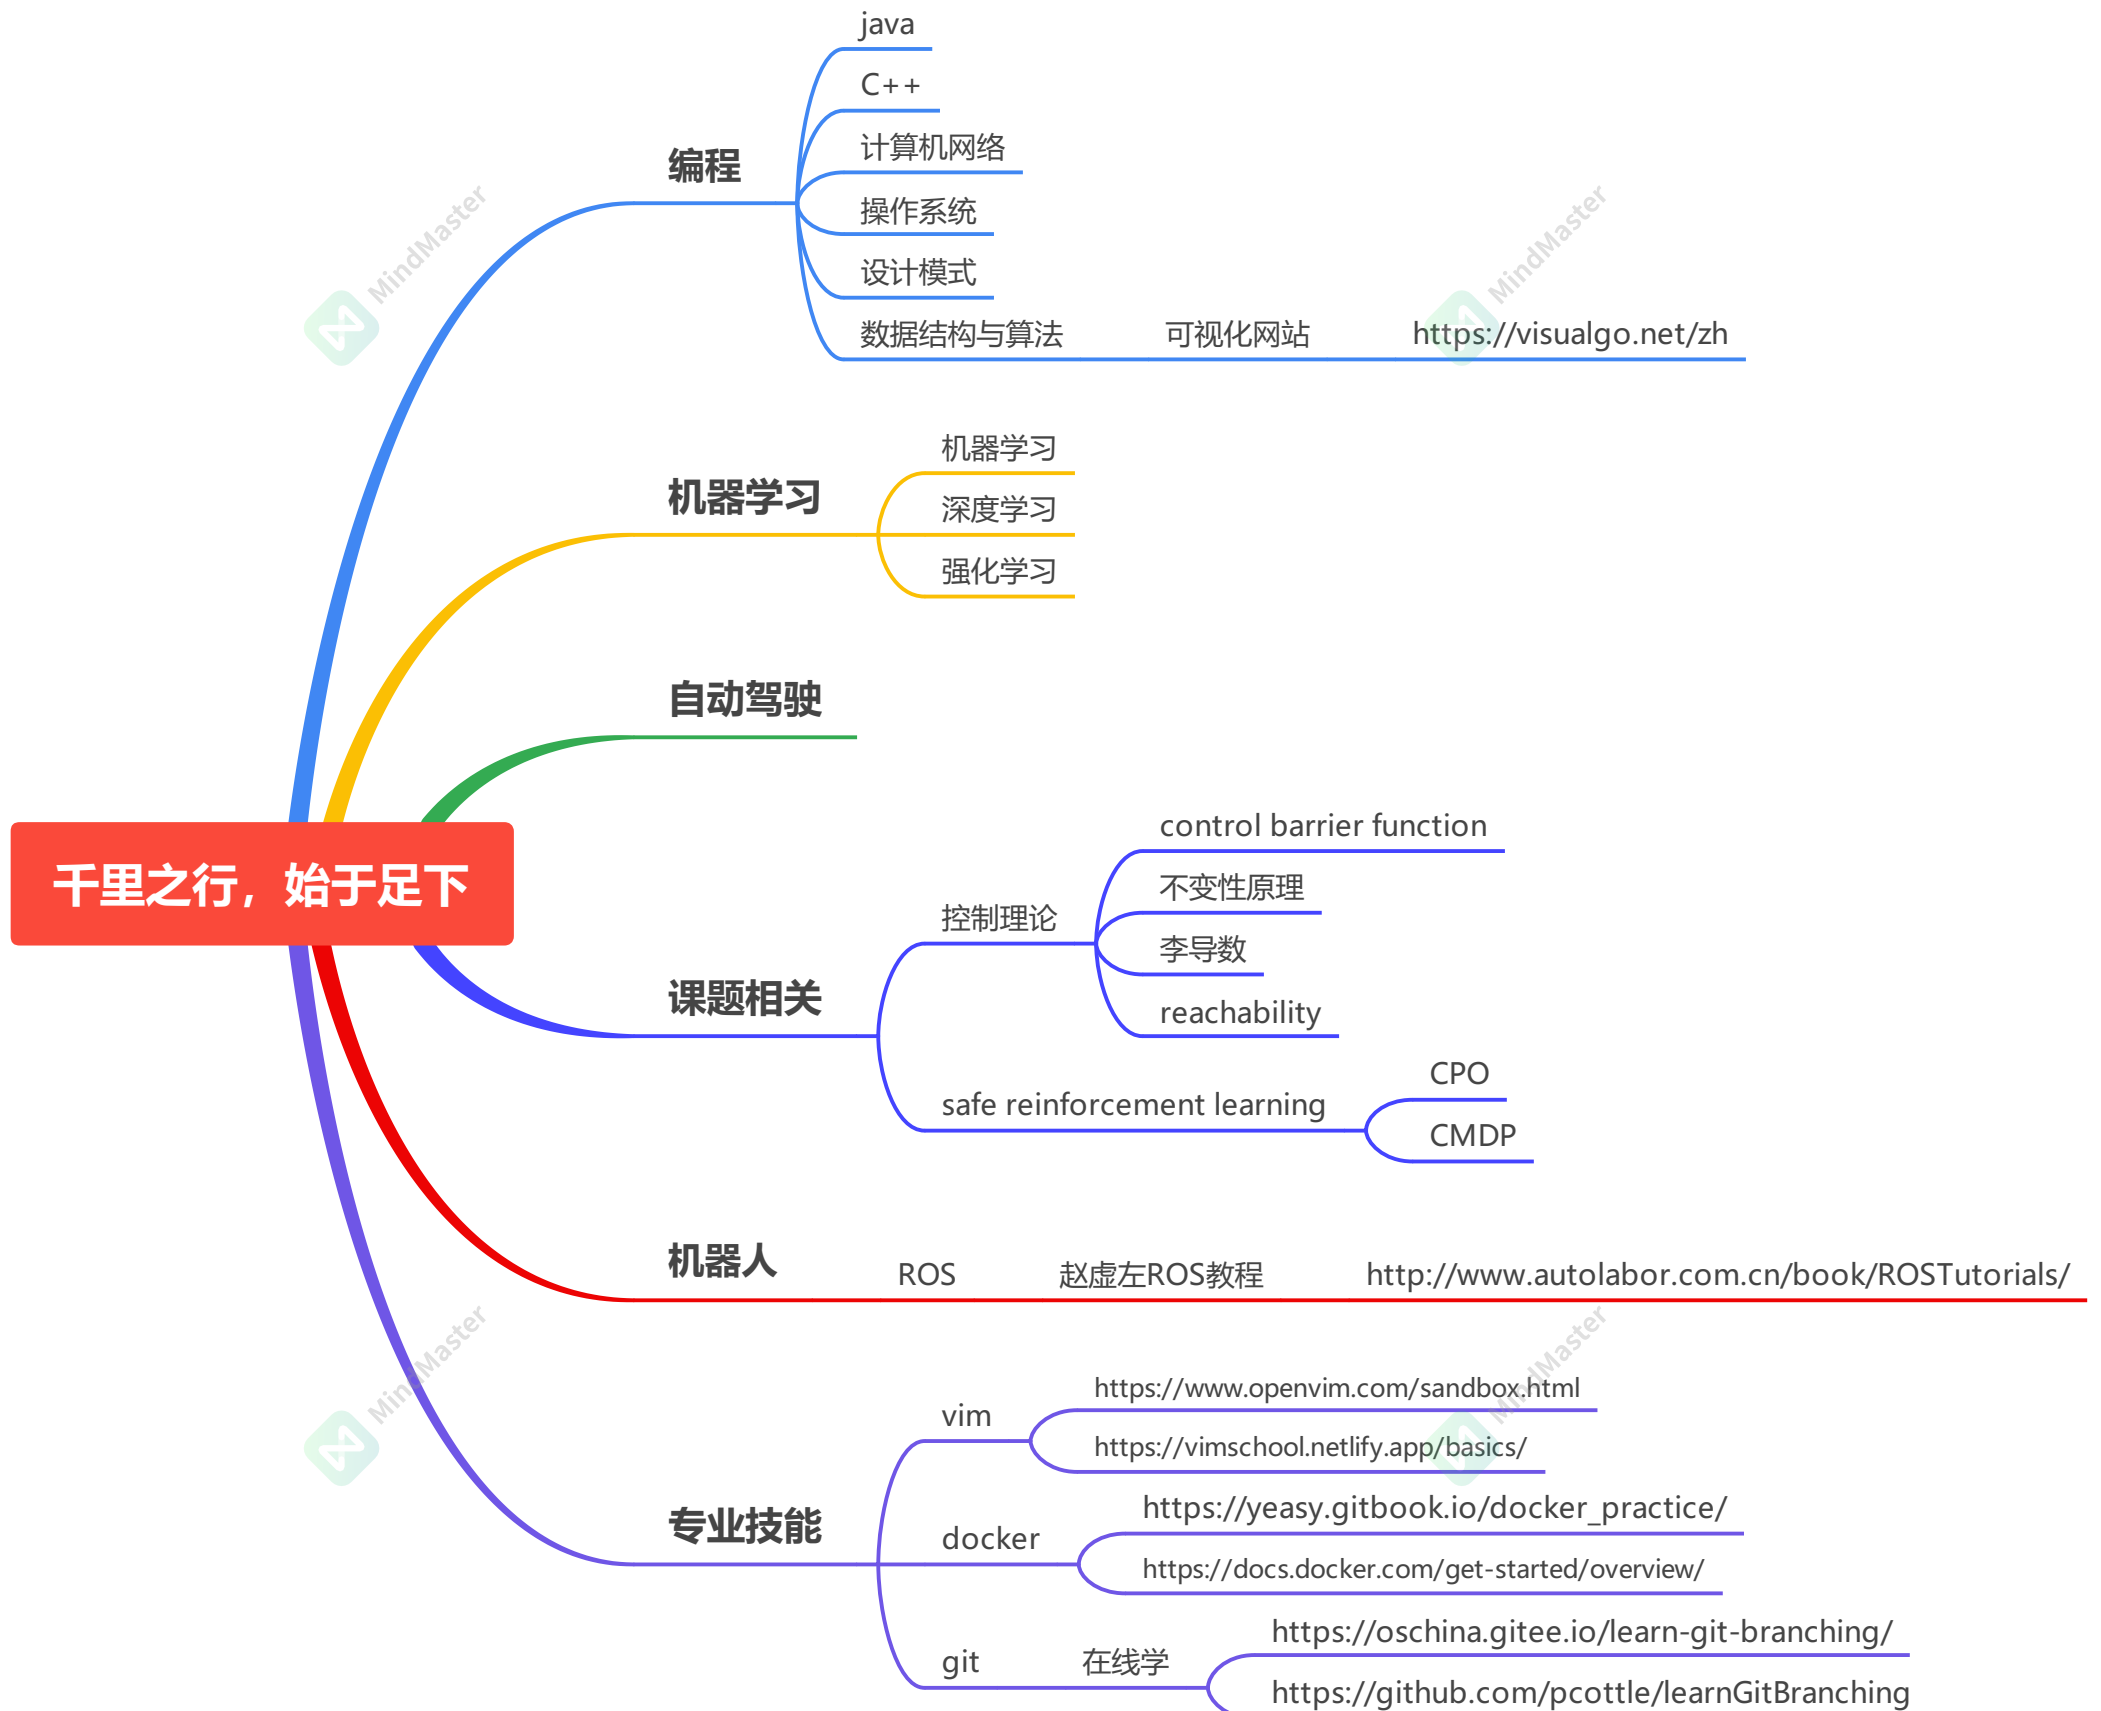 千里之行，始于足下
编程
java
C++
计算机网络
操作系统
设计模式
数据结构与算法
可视化网站
https://visualgo.net/zh
机器学习
机器学习
深度学习
强化学习
自动驾驶
课题相关
控制理论
control barrier function
不变性原理
李导数
reachability
safe reinforcement learning
CPO
CMDP
机器人
ROS
赵虚左ROS教程
http://www.autolabor.com.cn/book/ROSTutorials/
专业技能
vim
https://www.openvim.com/sandbox.html
https://vimschool.netlify.app/basics/
docker
https://yeasy.gitbook.io/docker_practice/
https://docs.docker.com/get-started/overview/
git
在线学
https://oschina.gitee.io/learn-git-branching/
https://github.com/pcottle/learnGitBranching
MindMaster
MindMaster
MindMaster
MindMaster